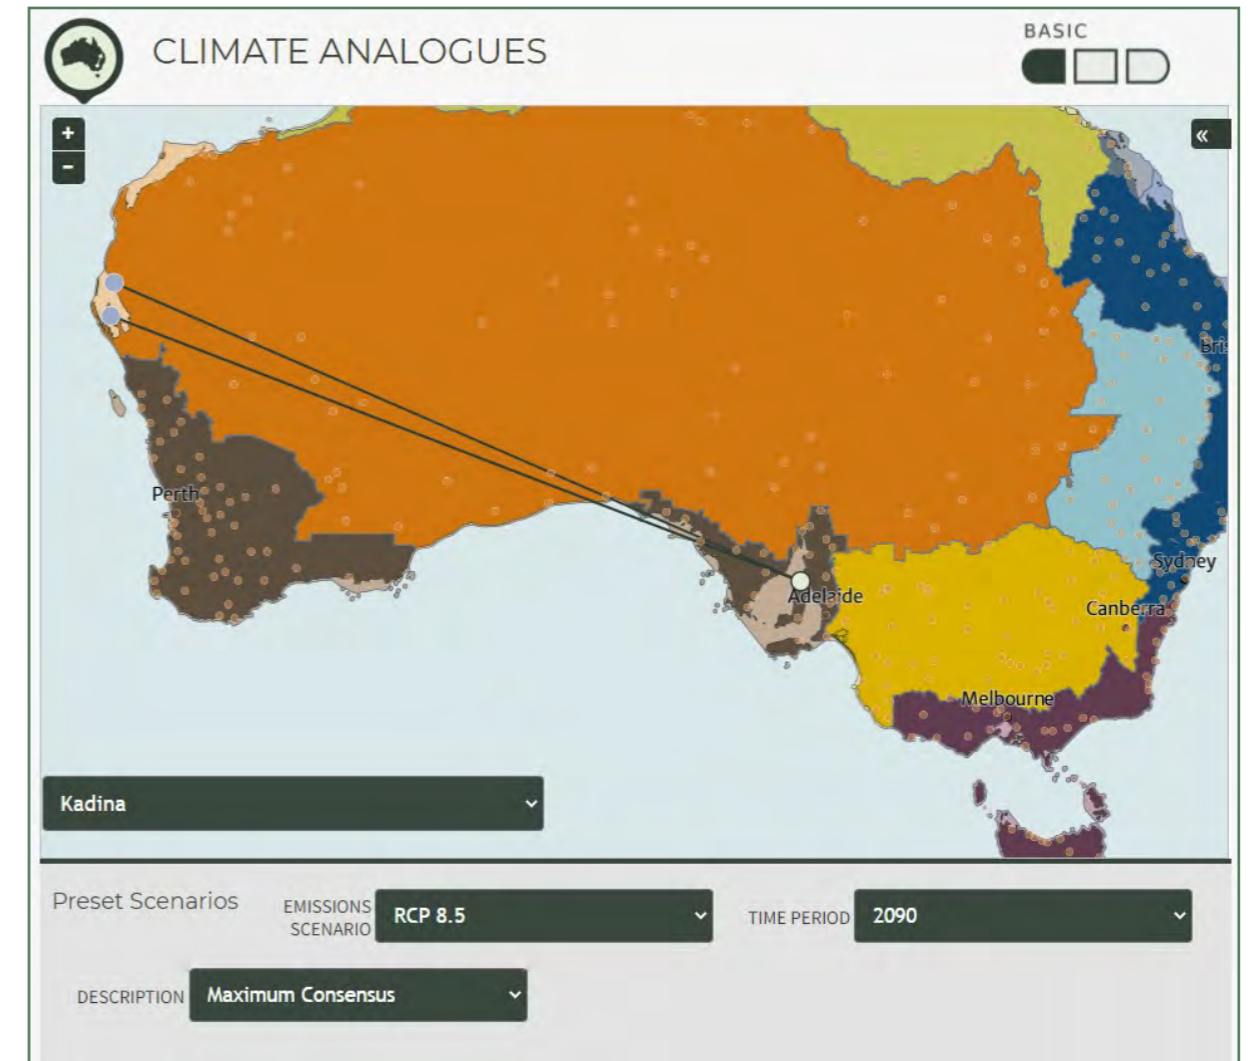 CLIMATE ANALOGUES
BASIC
+
-
«
Bris
Perth
Sydney
Adelaide
Canberra
Melbourne
Kadina
Preset Scenarios
EMISSIONS
SCENARIO
RCP 8.5
TIME PERIOD
2090
DESCRIPTION
Maximum Consensus